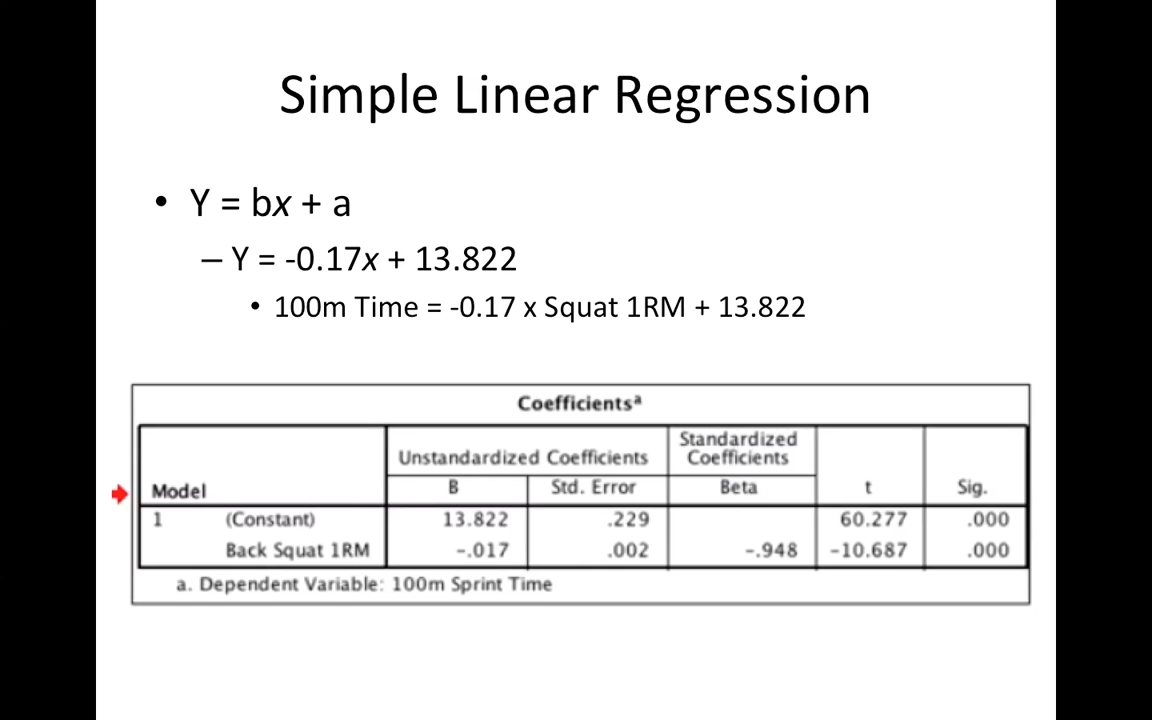 Simple Linear Regression
• Y = bx + a
– Y = -0.17x + 13.822
• 100m Time = -0.17 x Squat 1RM + 13.822
Coefficientsᵃ
Model Unstandardized Coefficients Standardized Coefficients t Sig.
B Std. Error Beta
1 (Constant) 13.822 .229 60.277 .000
Back Squat 1RM -.017 .002 -.948 -10.687 .000
a. Dependent Variable: 100m Sprint Time